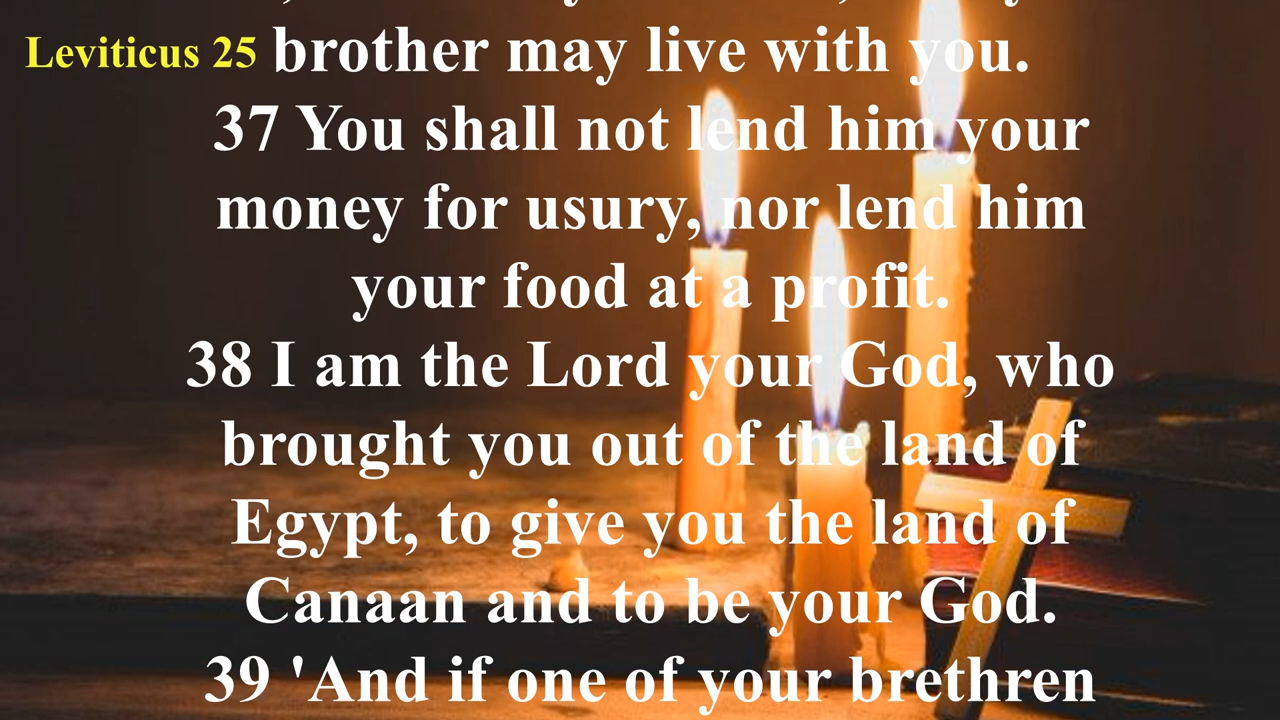 Leviticus 25 brother may live with you.
37 You shall not lend him your
money for usury, nor lend him
your food at a profit.
38 I am the Lord your God, who
brought you out of the land of
Egypt, to give you the land of
Canaan and to be your God.
39 'And if one of your brethren